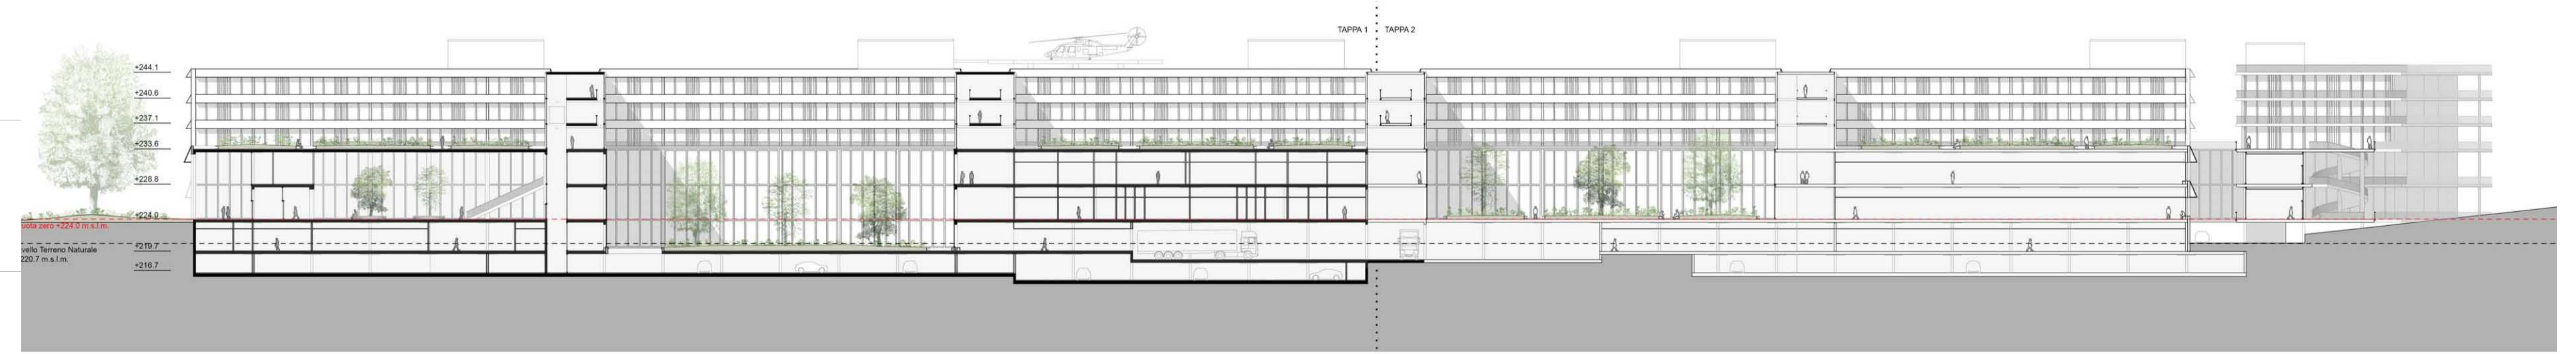 TAPPA 1
TAPPA 2
+244.1
+240.6
+237.1
+233.6
+228.8
+224.0
uota zero +224.0 m s.l.m.
+219.7
vello Terreno Naturale
220.7 m.s.l.m.
+216.7